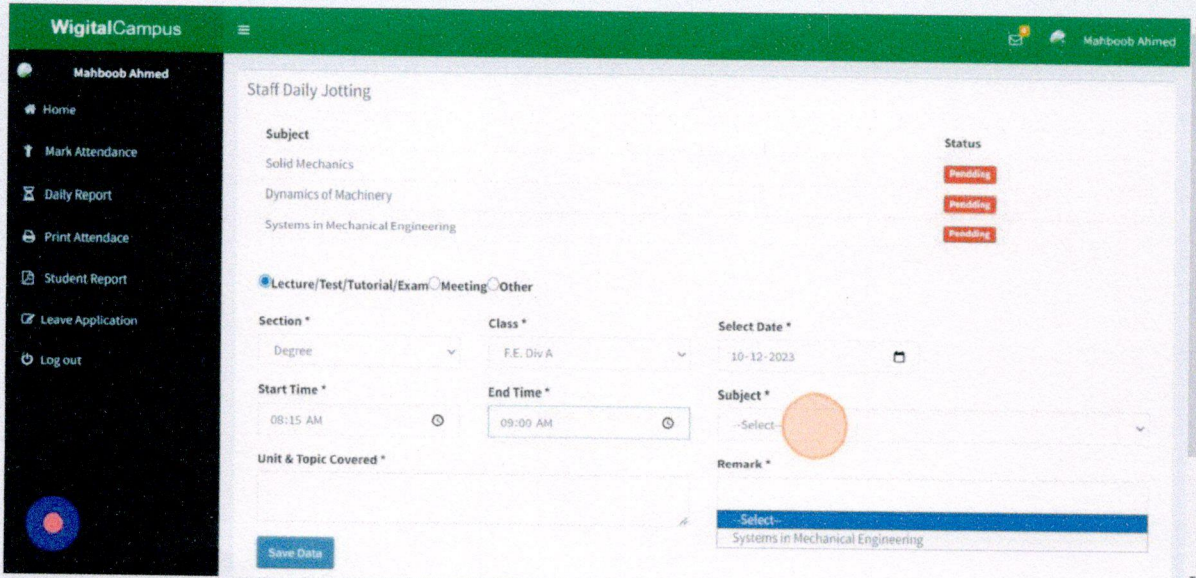 WigitalCampus
Mahboob Ahmed
Mahboob Ahmed
Home
Mark Attendance
Daily Report
Print Attendace
Student Report
Leave Application
Log out
Staff Daily Jotting
Subject Status
Solid Mechanics Pendding
Dynamics of Machinery Pendding
Systems in Mechanical Engineering Pendding
Lecture/Test/Tutorial/Exam Meeting Other
Section * Class * Select Date *
Degree F.E. Div A 10-12-2023
Start Time * End Time * Subject *
08:15 AM 09:00 AM --Select--
Unit & Topic Covered * Remark *
--Select--
Systems in Mechanical Engineering
Save Data